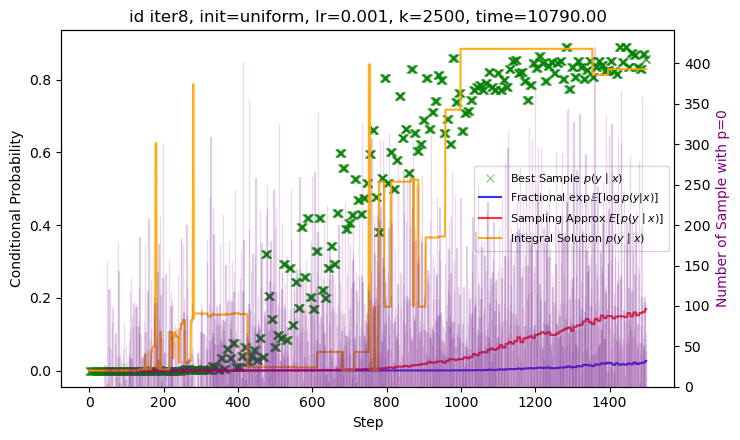 id iter8, init=uniform, lr=0.001, k=2500, time=10790.00
Conditional Probability
0.8
0.6
0.4
0.2
0.0
Best Sample p(y | x)
Fractional exp 𝔼[log p(y|x)]
Sampling Approx E[p(y | x)]
Integral Solution p(y | x)
400
350
300
250
200
150
100
50
0
Number of Sample with p=0
0 200 400 600 800 1000 1200 1400
Step